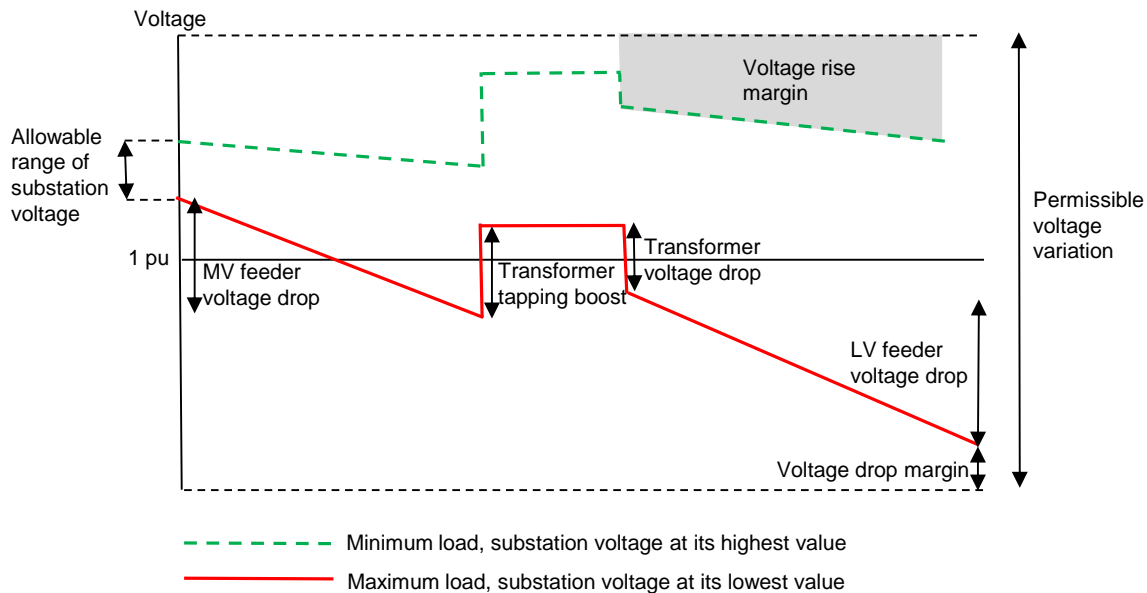 Voltage
Voltage rise
margin
Allowable
range of
substation
voltage
Permissible
voltage
variation
1 pu
MV feeder
voltage drop
Transformer
tapping boost
Transformer
voltage drop
LV feeder
voltage drop
Voltage drop margin
Minimum load, substation voltage at its highest value
Maximum load, substation voltage at its lowest value